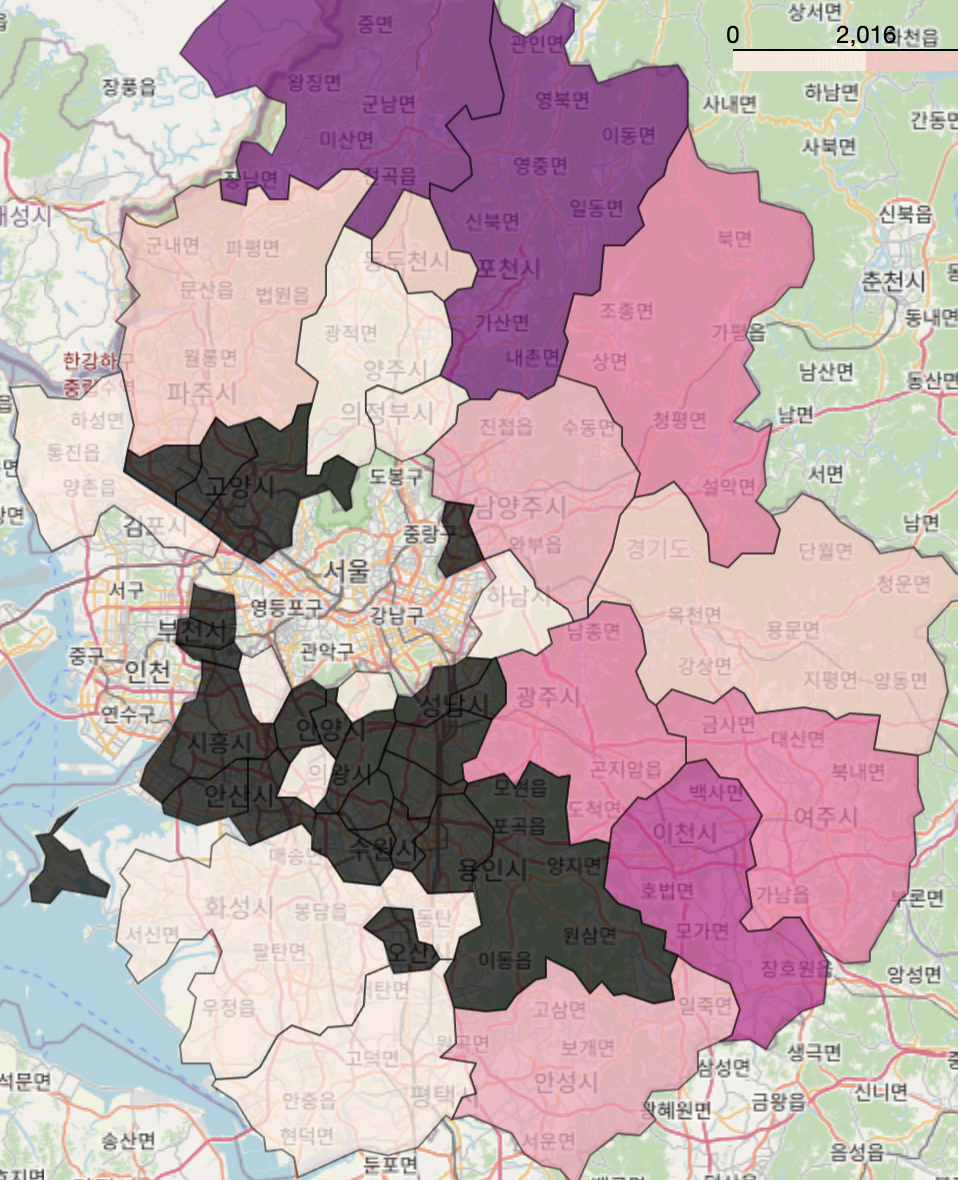 상서면
중면
0
2,016
하천읍
관인면
장풍읍
왕징면
하남면
군남면
영북면
사내면
간동면
미산면
이동면
사북면
영중면
장남면
전곡읍
일동면
신북읍
개성시
신북면
군내면
파평면
북면
동두천시
포천시
춘천시
문산읍
법원읍
조종면
동내면
가산면
광적면
가평읍
월롱면
내촌면
한강하구
중립수역
상면
양주시
남산면
동산면
파주시
하성면
의정부시
진접읍
수동면
청평면
남면
통진읍
도봉구
서면
양촌읍
고양시
설악면
남양주시
김포시
중랑구
남면
와부읍
경기도
단월면
서울
청운면
서구
하남시
영등포구
강남구
옥천면
부천시
남종면
용문면
중구
관악구
인천
강상면
지평면
양동면
성남시
광주시
연수구
안양시
금사면
시흥시
대신면
의왕시
곤지암읍
북내면
안산시
모현읍
백사면
도척면
여주시
포곡읍
이천시
수원시
매송면
용인시
양지면
호법면
가남읍
부론면
화성시
봉담읍
동탄
서신면
모가면
원삼면
팔탄면
오산시
이동읍
장호원읍
앙성면
서탄면
우정읍
고삼면
일죽면
원곡면
보개면
고덕면
생극면
삼성면
석문면
안성시
안중읍
평택시
신니면
금왕읍
광혜원면
현덕면
송산면
서운면
음성읍
둔포면